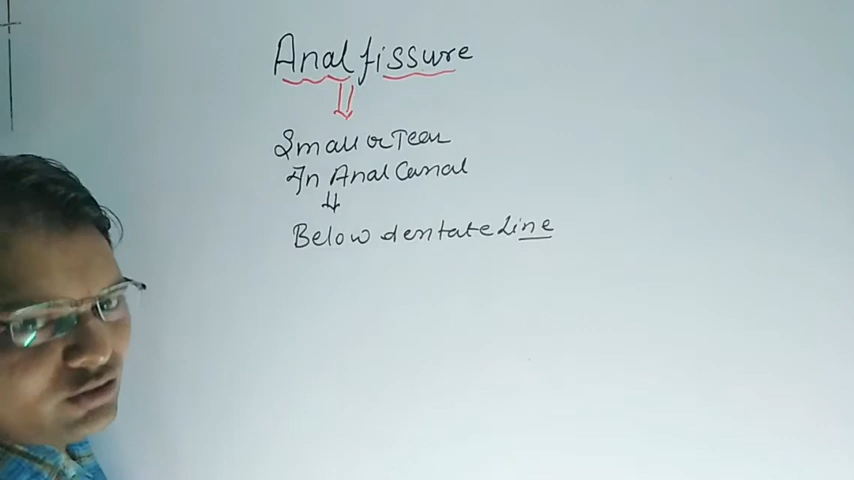 Anal fissure
Small or Tear
In Anal Canal
Below dentate Line